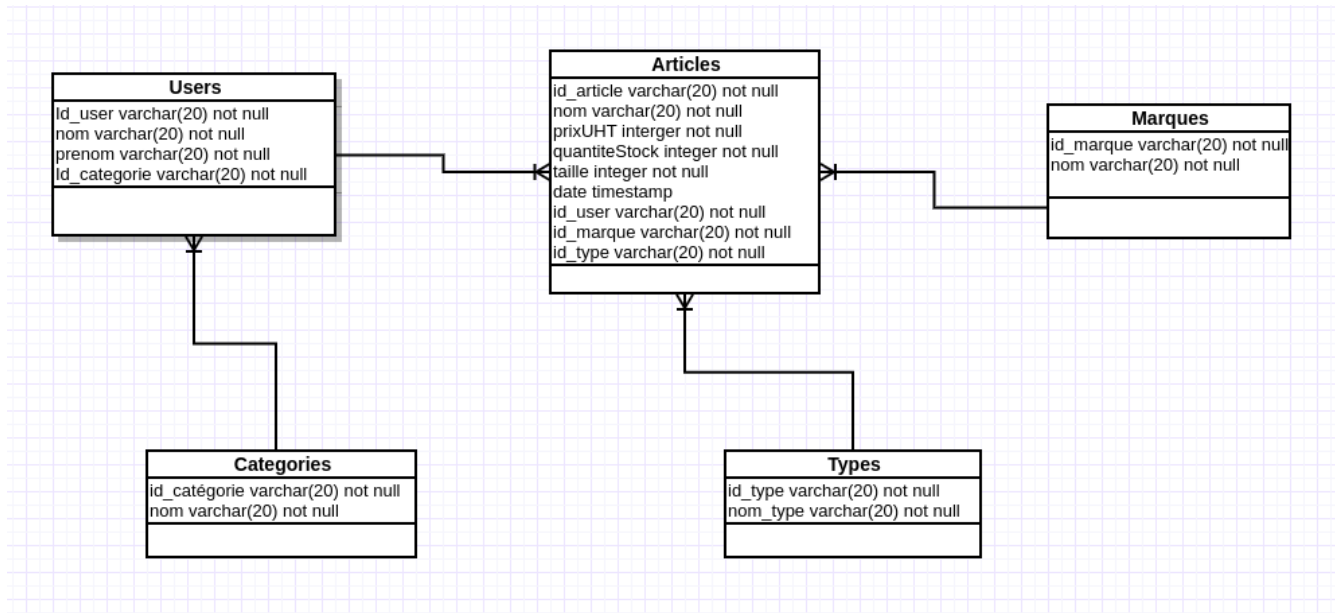 Users
Id_user varchar(20) not null
nom varchar(20) not null
prenom varchar(20) not null
Id_categorie varchar(20) not null
Articles
id_article varchar(20) not null
nom varchar(20) not null
prixUHT interger not null
quantiteStock integer not null
taille integer not null
date timestamp
id_user varchar(20) not null
id_marque varchar(20) not null
id_type varchar(20) not null
Marques
id_marque varchar(20) not null
nom varchar(20) not null
Categories
id_catégorie varchar(20) not null
nom varchar(20) not null
Types
id_type varchar(20) not null
nom_type varchar(20) not null